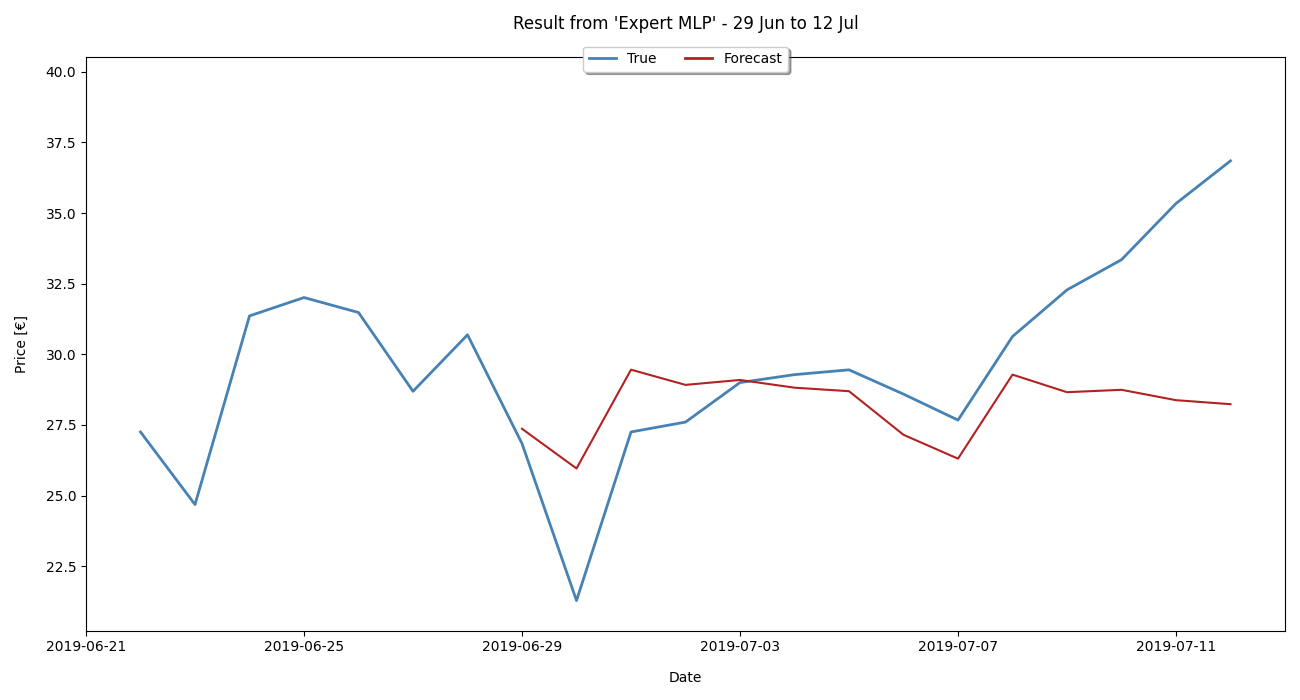 Result from 'Expert MLP' - 29 Jun to 12 Jul
True Forecast
40.0
37.5
35.0
32.5
30.0
27.5
25.0
22.5
Price [€]
2019-06-21 2019-06-25 2019-06-29 2019-07-03 2019-07-07 2019-07-11
Date